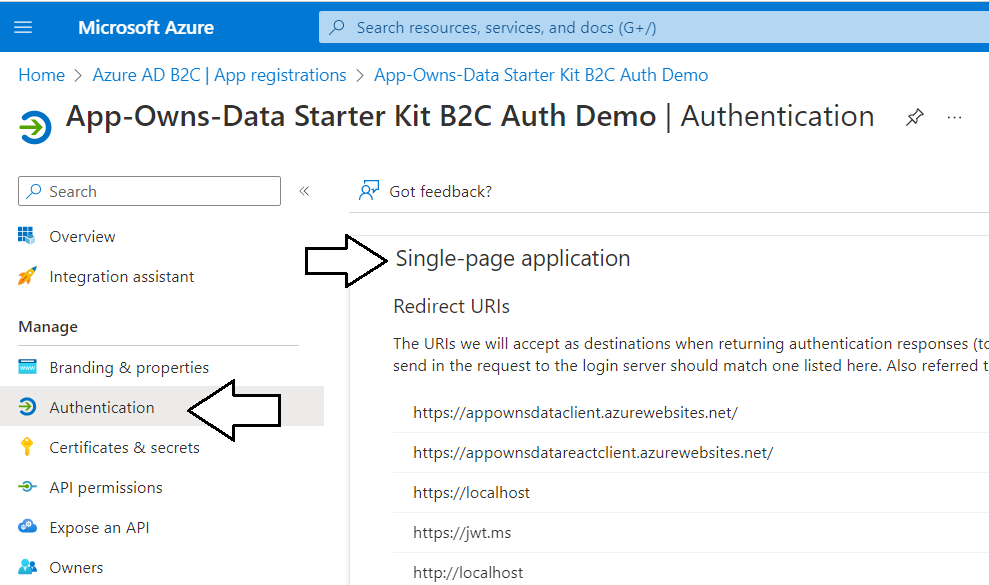 Microsoft Azure
Search resources, services, and docs (G+/)
Home > Azure AD B2C | App registrations > App-Owns-Data Starter Kit B2C Auth Demo
App-Owns-Data Starter Kit B2C Auth Demo | Authentication
Search
Got feedback?
Overview
Integration assistant
Manage
Branding & properties
Authentication
Certificates & secrets
API permissions
Expose an API
Owners
Single-page application
Redirect URIs
The URIs we will accept as destinations when returning authentication responses (to
send in the request to the login server should match one listed here. Also referred t
https://appownsdataclient.azurewebsites.net/
https://appownsdatareactclient.azurewebsites.net/
https://localhost
https://jwt.ms
http://localhost